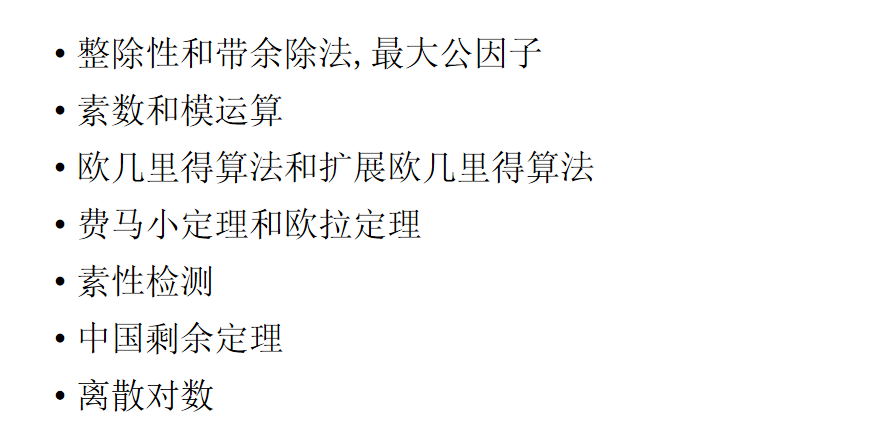 • 整除性和带余除法, 最大公因子
• 素数和模运算
• 欧几里得算法和扩展欧几里得算法
• 费马小定理和欧拉定理
• 素性检测
• 中国剩余定理
• 离散对数